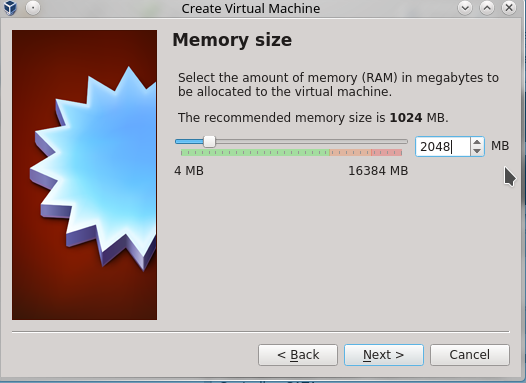 Create Virtual Machine
Memory size
Select the amount of memory (RAM) in megabytes to
be allocated to the virtual machine.
The recommended memory size is 1024 MB.
2048 MB
4 MB 16384 MB
< Back Next > Cancel